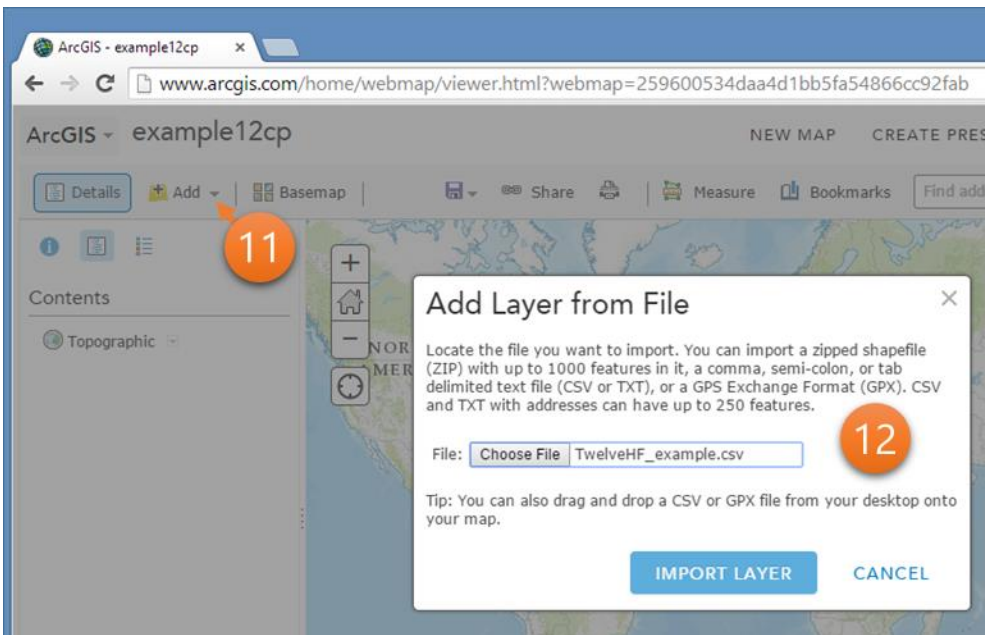 ArcGIS - example12cp ×
www.arcgis.com/home/webmap/viewer.html?webmap=259600534daa4d1bb5fa54866cc92fab
ArcGIS example12cp NEW MAP CREATE PRES
Details Add Basemap Share Measure Bookmarks Find add
11
Contents
Topographic
NOR
MER
Add Layer from File ×
Locate the file you want to import. You can import a zipped shapefile
(ZIP) with up to 1000 features in it, a comma, semi-colon, or tab
delimited text file (CSV or TXT), or a GPS Exchange Format (GPX). CSV
and TXT with addresses can have up to 250 features.
12
File: Choose File TwelveHF_example.csv
Tip: You can also drag and drop a CSV or GPX file from your desktop onto
your map.
IMPORT LAYER CANCEL